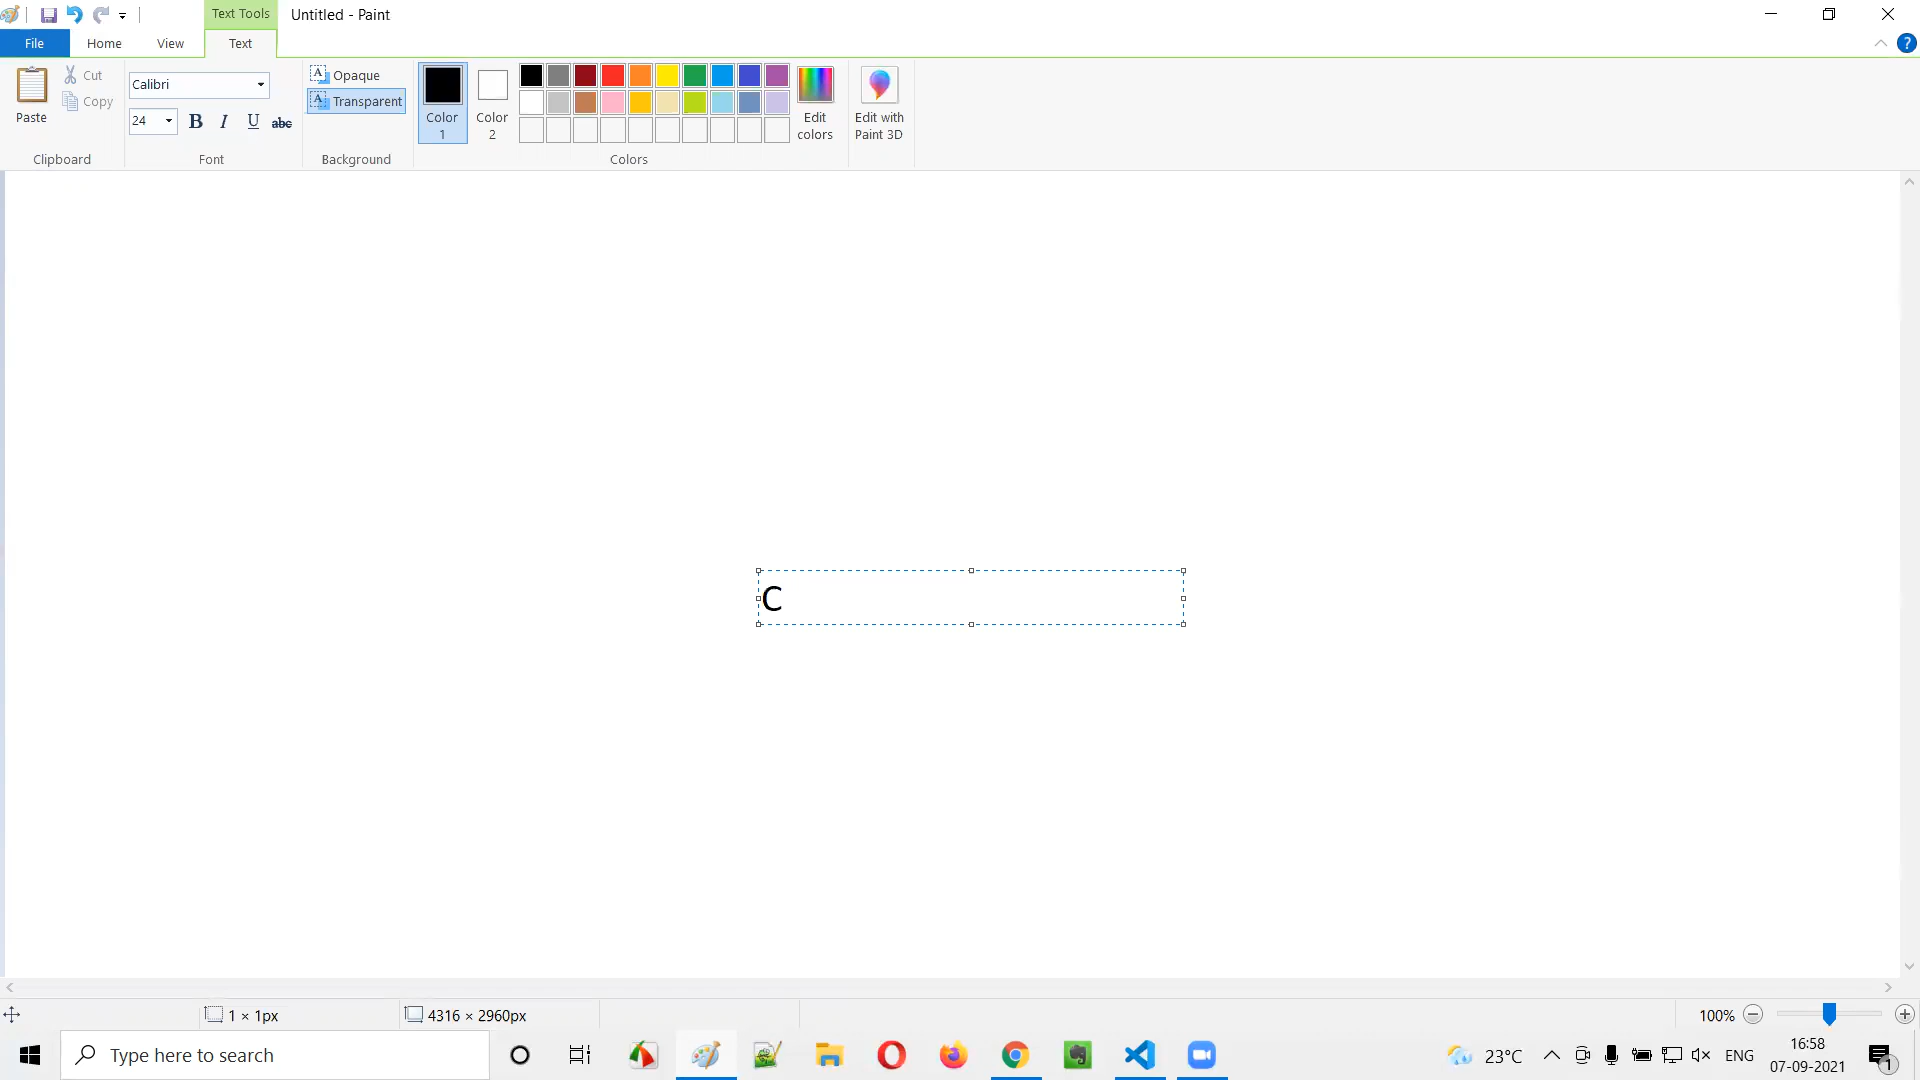 Text Tools Untitled - Paint
File Home View Text
Paste
Cut
Copy
Clipboard
Calibri
24 B I U abc
Font
Opaque
Transparent
Background
Color 1
Color 2
Edit colors
Colors
Edit with Paint 3D
C
1 × 1px 4316 × 2960px 100%
Type here to search
23°C ENG 16:58
07-09-2021
1